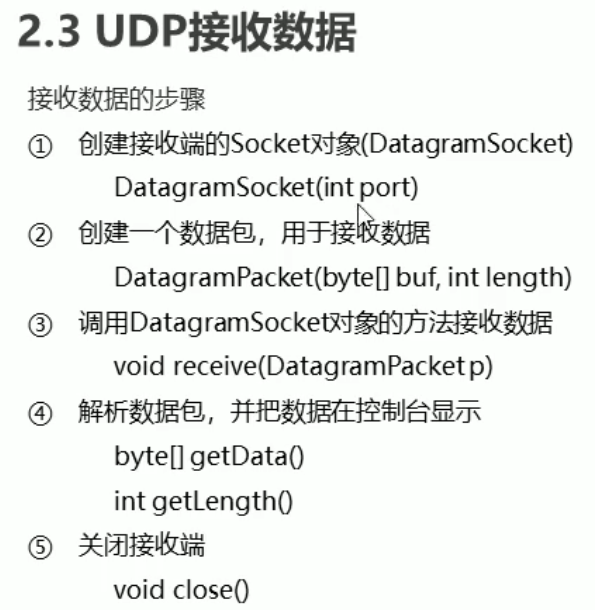 2.3 UDP接收数据
接收数据的步骤
① 创建接收端的Socket对象(DatagramSocket)
DatagramSocket(int port)
② 创建一个数据包，用于接收数据
DatagramPacket(byte[] buf, int length)
③ 调用DatagramSocket对象的方法接收数据
void receive(DatagramPacket p)
④ 解析数据包，并把数据在控制台显示
byte[] getData()
int getLength()
⑤ 关闭接收端
void close()